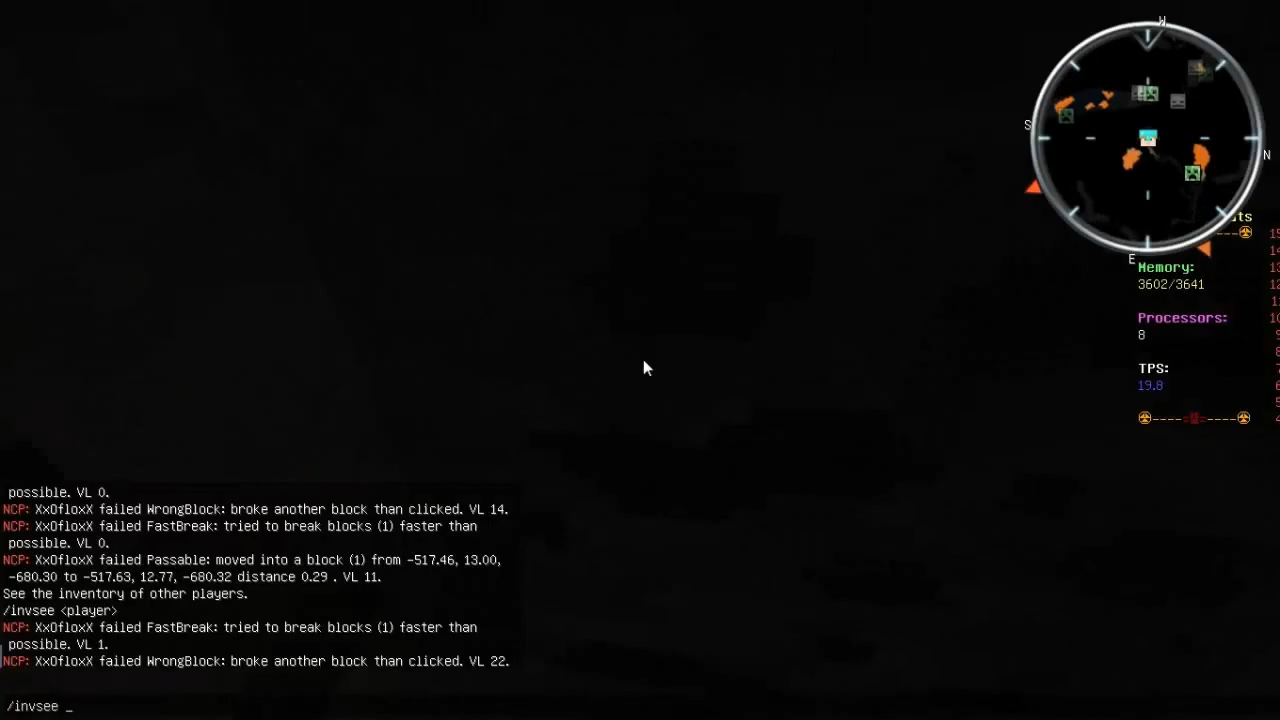 W
S
N
E
ts
Memory:
3602/3641
Processors:
8
TPS:
19.8
possible. VL 0.
NCP: XxOfloxX failed WrongBlock: broke another block than clicked. VL 14.
NCP: XxOfloxX failed FastBreak: tried to break blocks (1) faster than
possible. VL 0.
NCP: XxOfloxX failed Passable: moved into a block (1) from -517.46, 13.00,
-680.30 to -517.63, 12.77, -680.32 distance 0.29 . VL 11.
See the inventory of other players.
/invsee <player>
NCP: XxOfloxX failed FastBreak: tried to break blocks (1) faster than
possible. VL 1.
NCP: XxOfloxX failed WrongBlock: broke another block than clicked. VL 22.
/invsee _